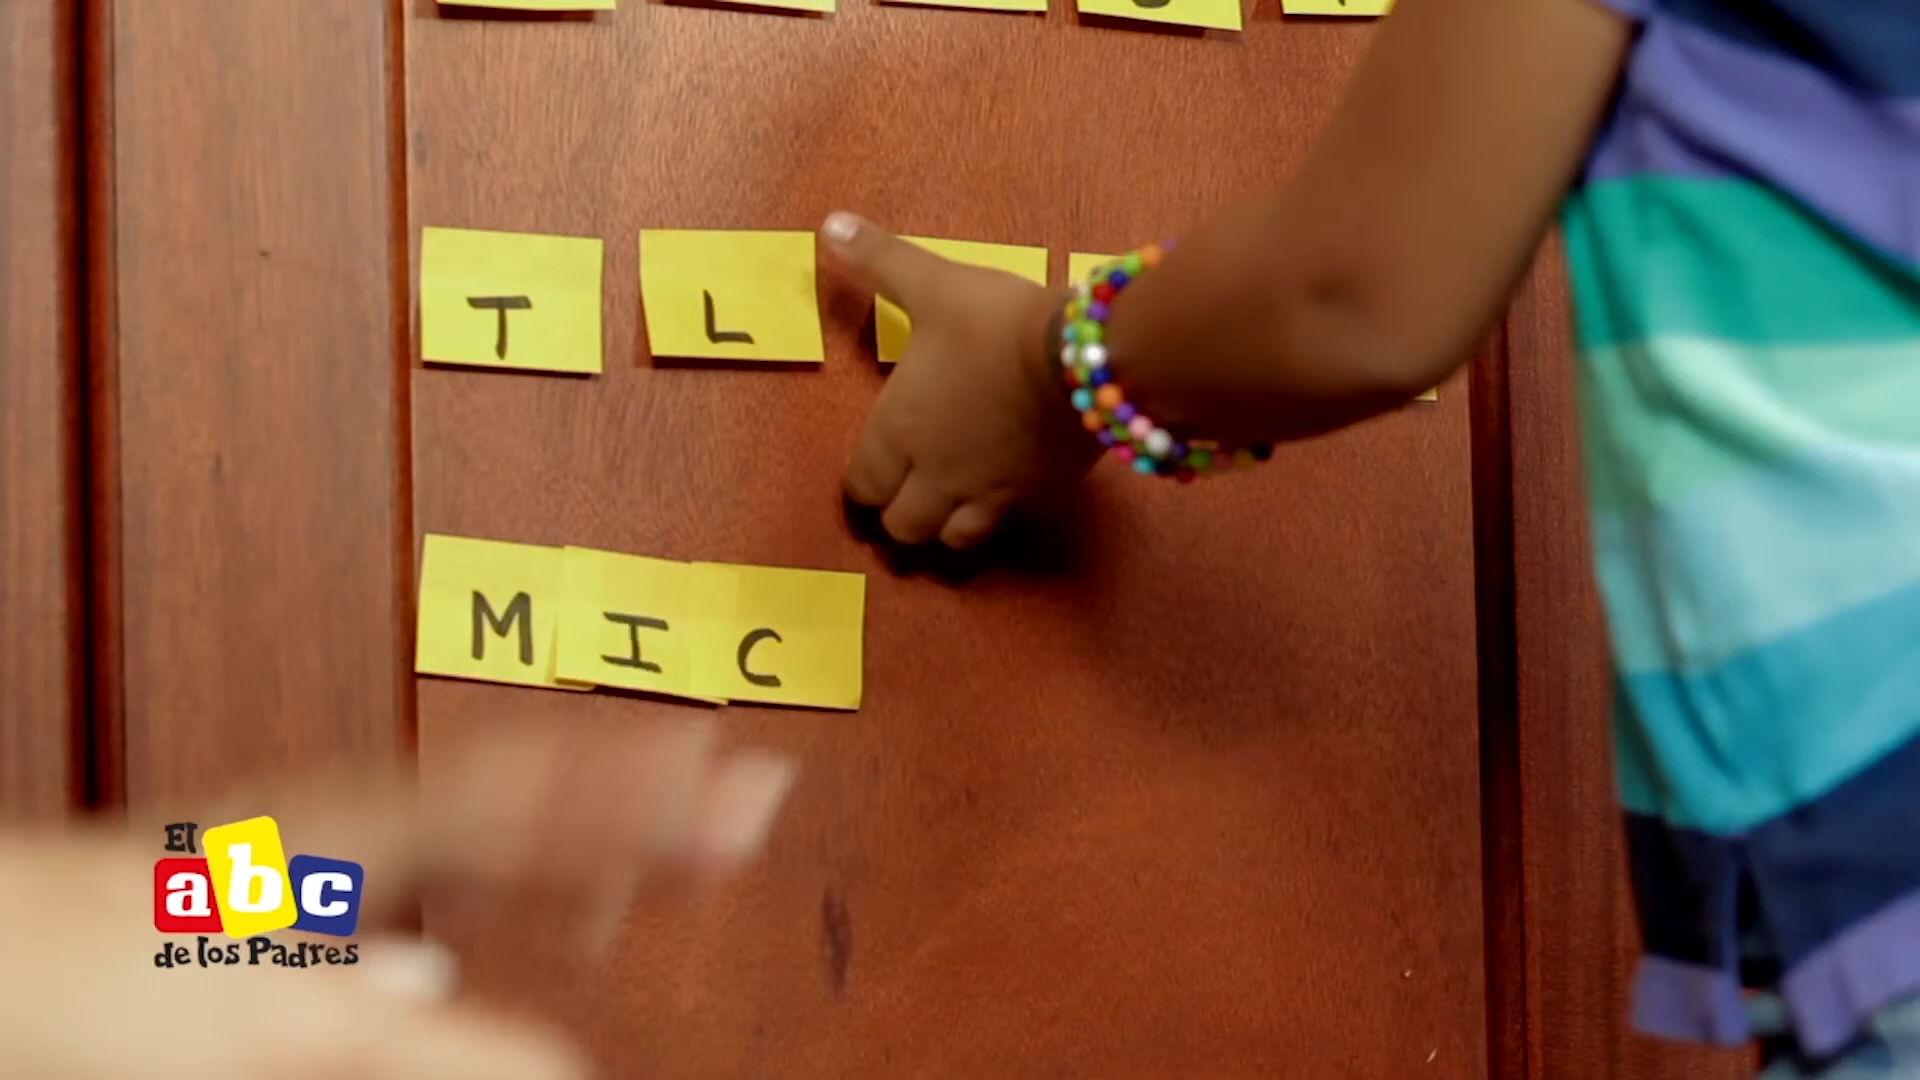 T L
M I C
El
abc
de los Padres